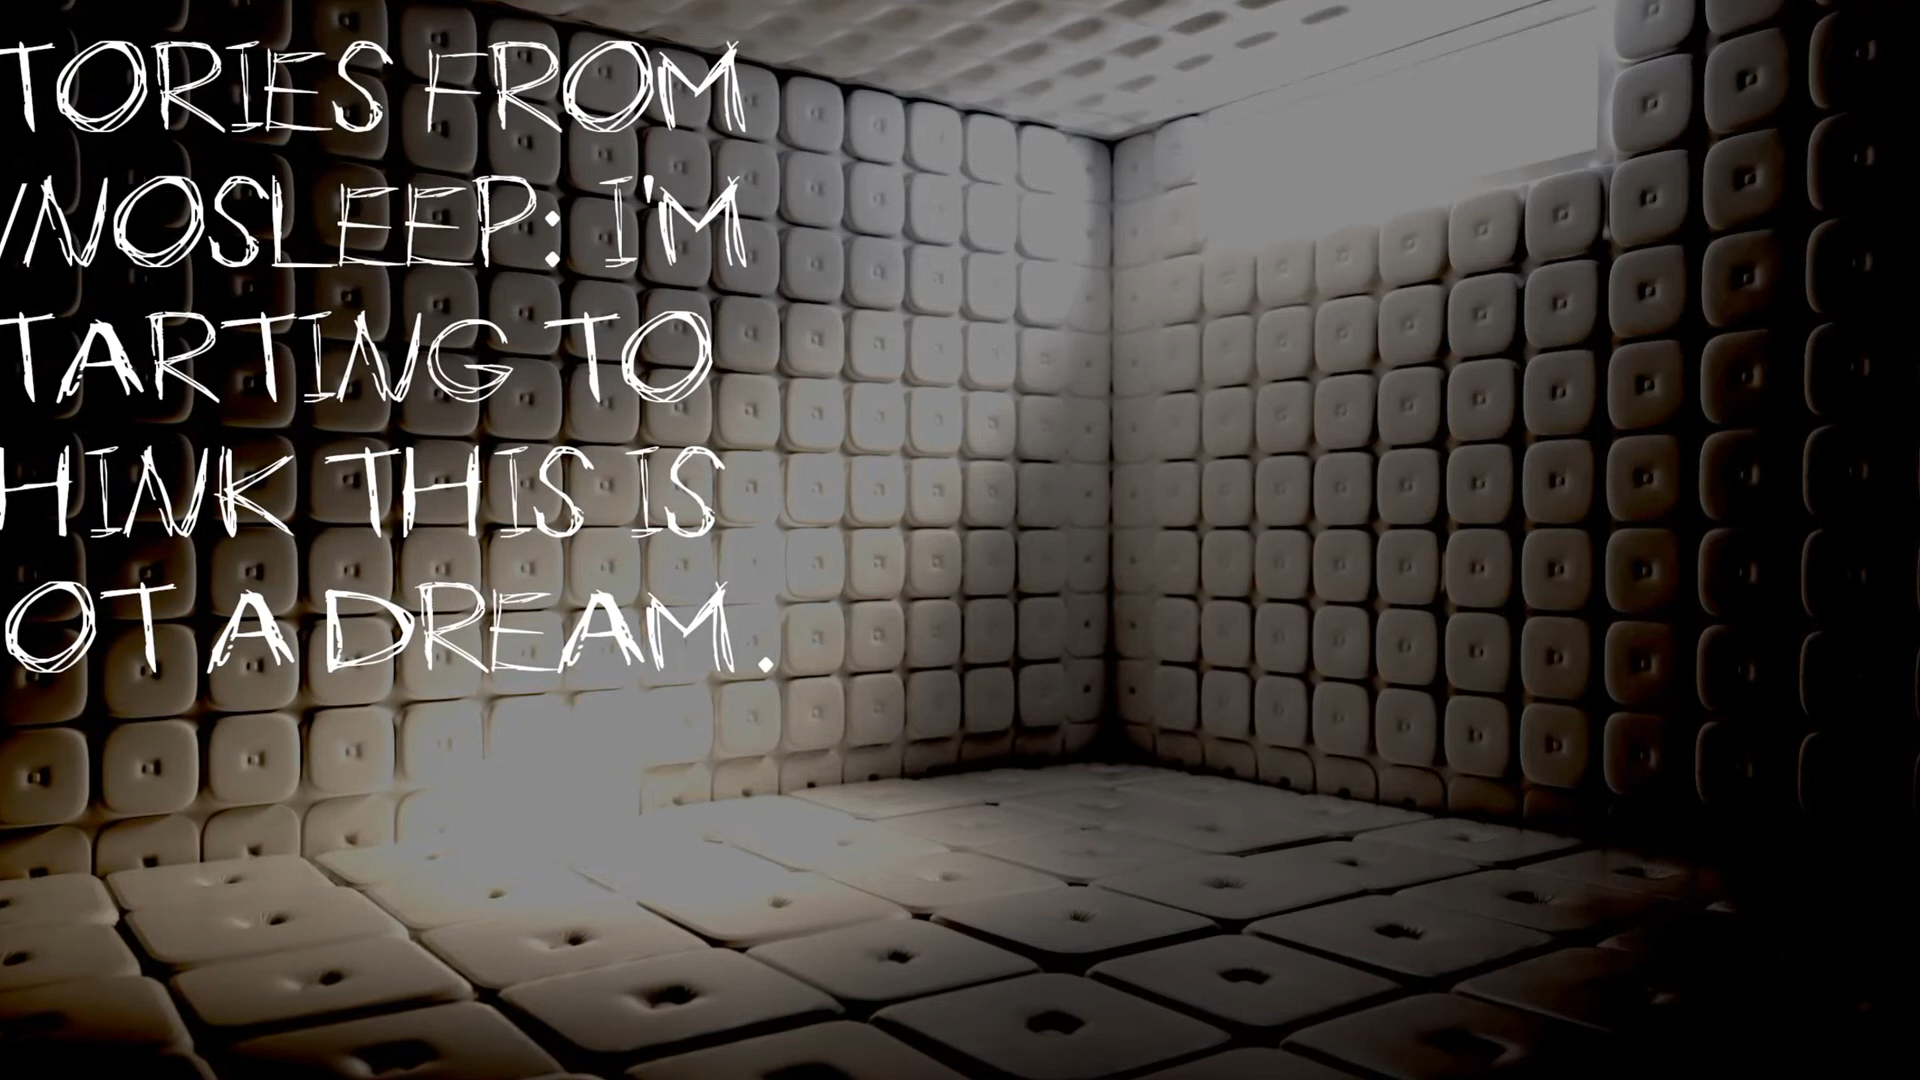 TORIES FROM
/NOSLEEP: I'M
TARTING TO
HINK THIS IS
OT A DREAM.